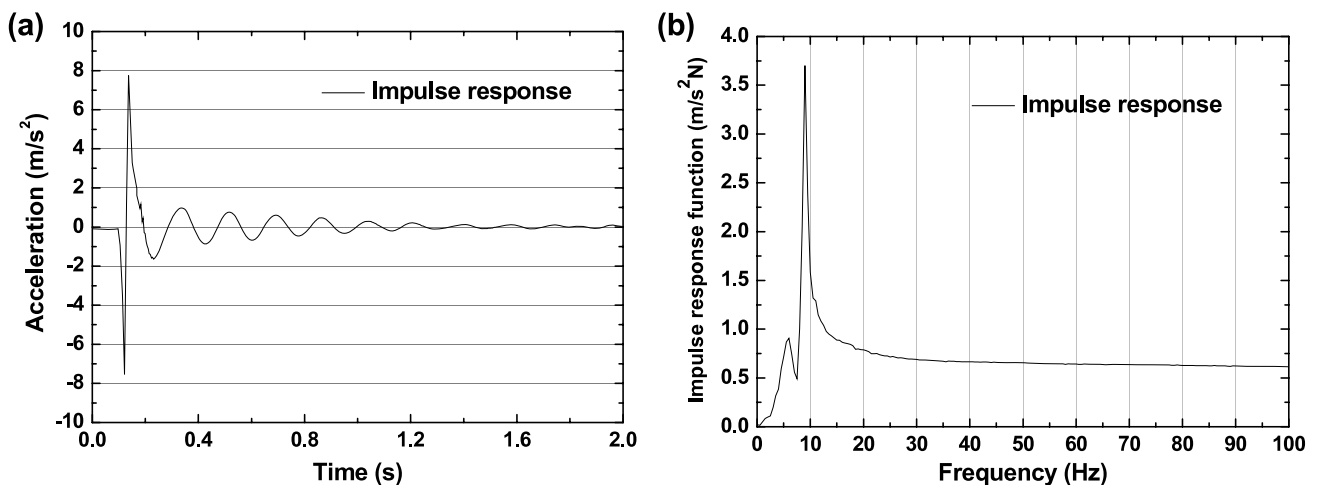 (a)
10
8
6
4
2
0
-2
-4
-6
-8
-10
Acceleration (m/s²)
Impulse response
0.0 0.4 0.8 1.2 1.6 2.0
Time (s)
(b)
4.0
3.5
3.0
2.5
2.0
1.5
1.0
0.5
0.0
Impulse response function (m/s²N)
Impulse response
0 10 20 30 40 50 60 70 80 90 100
Frequency (Hz)